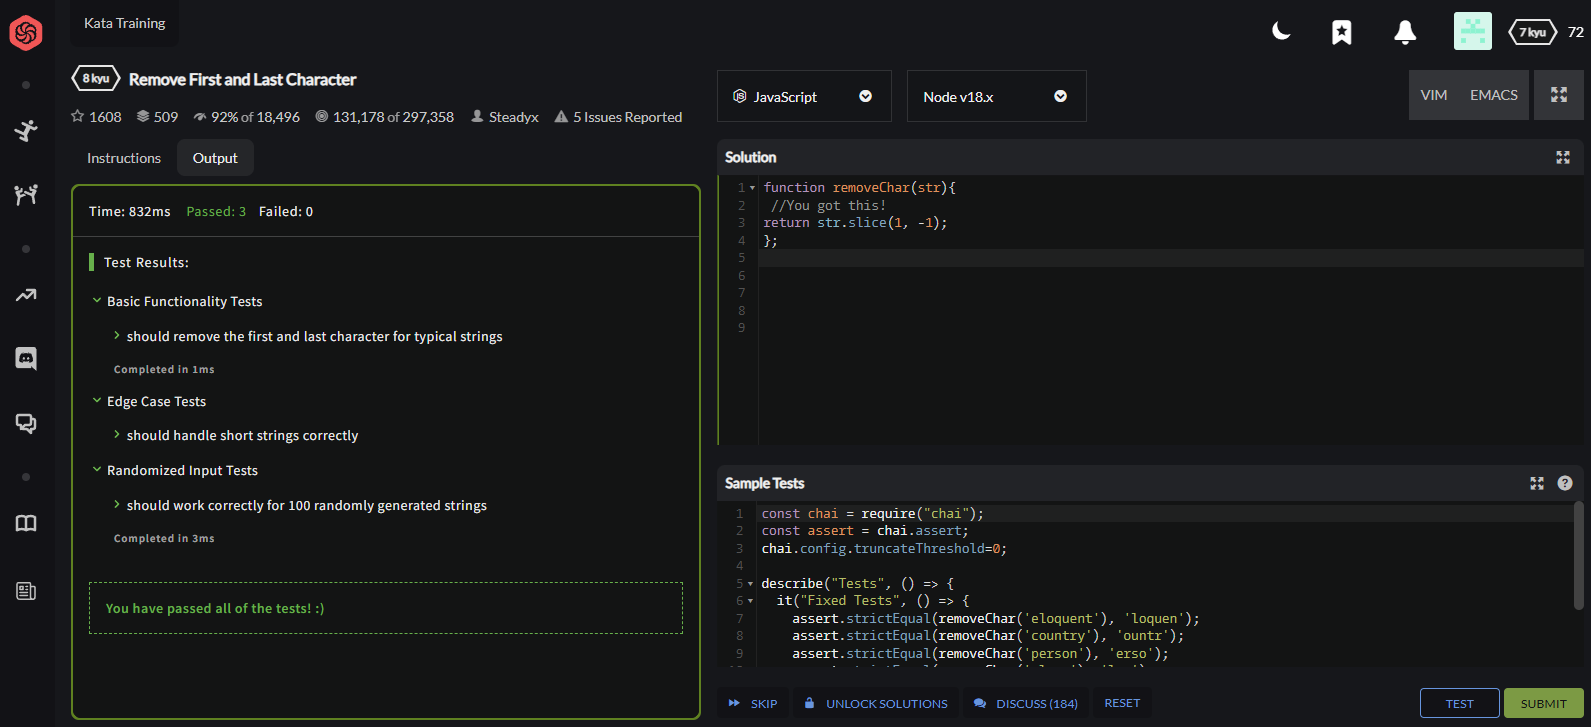 Kata Training
7 kyu
72
8 kyu
Remove First and Last Character
1608
509
92% of 18,496
131,178 of 297,358
Steadyx
5 Issues Reported
Instructions
Output
Time: 832ms
Passed: 3
Failed: 0
Test Results:
Basic Functionality Tests
should remove the first and last character for typical strings
Completed in 1ms
Edge Case Tests
should handle short strings correctly
Randomized Input Tests
should work correctly for 100 randomly generated strings
Completed in 3ms
You have passed all of the tests! :)
JavaScript
Node v18.x
VIM
EMACS
Solution
1 function removeChar(str){
2 //You got this!
3 return str.slice(1, -1);
4 };
5
6
7
8
9
Sample Tests
1 const chai = require("chai");
2 const assert = chai.assert;
3 chai.config.truncateThreshold=0;
4
5 describe("Tests", () => {
6 it("Fixed Tests", () => {
7 assert.strictEqual(removeChar('eloquent'), 'loquen');
8 assert.strictEqual(removeChar('country'), 'ountr');
9 assert.strictEqual(removeChar('person'), 'erso');
SKIP
UNLOCK SOLUTIONS
DISCUSS (184)
RESET
TEST
SUBMIT